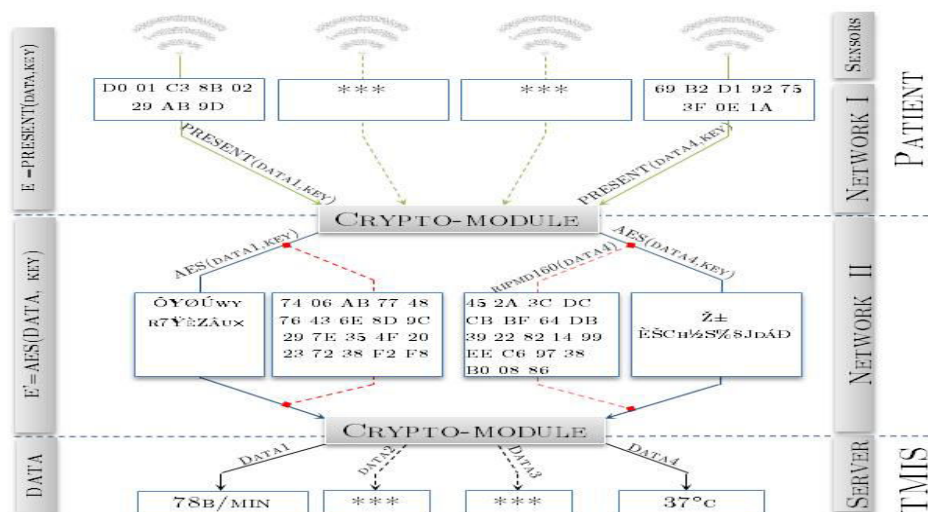 SENSORS
PATIENT
NETWORK I
E =PRESENT(DATA,KEY)
D0 01 C3 8B 02
29 AB 9D
***
***
69 B2 D1 92 75
3F 0E 1A
PRESENT(DATA1,KEY)
PRESENT(DATA4,KEY)
CRYPTO-MODULE
E'=AES(DATA, KEY)
NETWORK II
AES(DATA1,KEY)
RIPMD160(DATA4)
AES(DATA4,KEY)
74 06 AB 77 48
76 43 6E 8D 9C
29 7E 35 4F 20
23 72 38 F2 F8
45 2A 3C DC
CB BF 64 DB
39 22 82 14 99
EE C6 97 38
B0 08 86
Ž±
CRYPTO-MODULE
DATA
SERVER
TMIS
DATA1
DATA2
DATA3
DATA4
78B/MIN
***
***
37°C